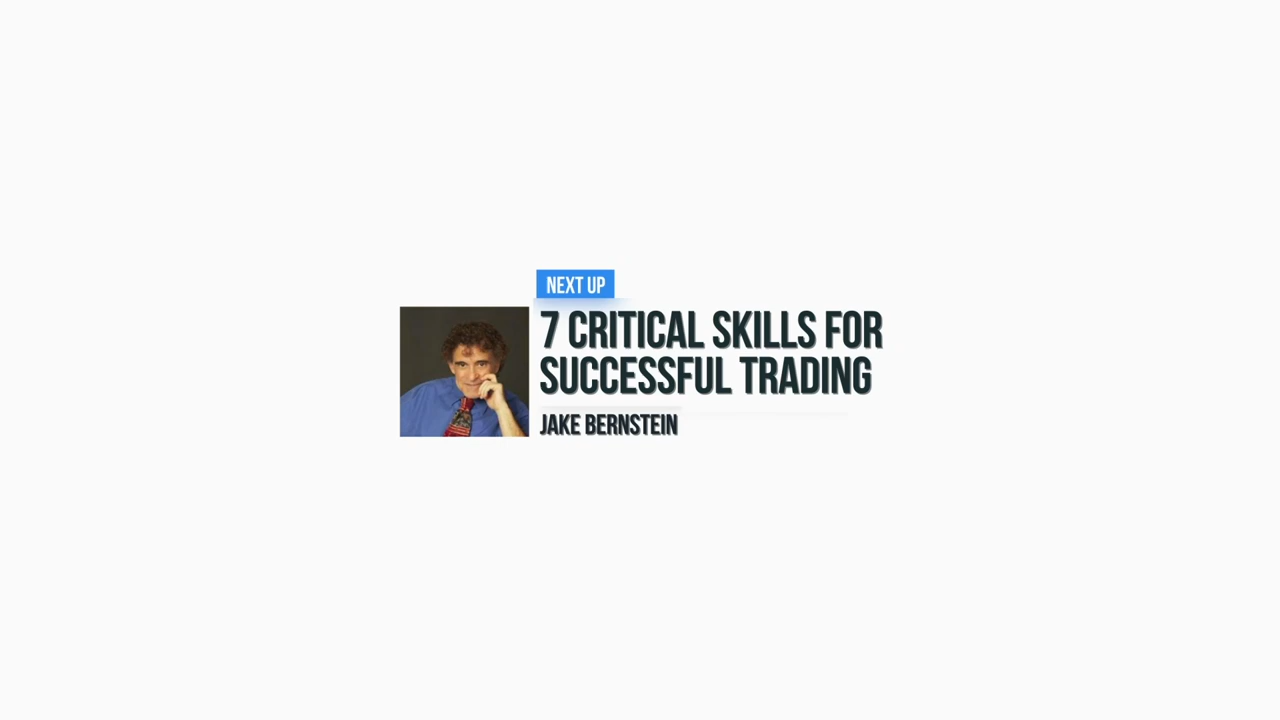 NEXT UP
7 CRITICAL SKILLS FOR
SUCCESSFUL TRADING
JAKE BERNSTEIN